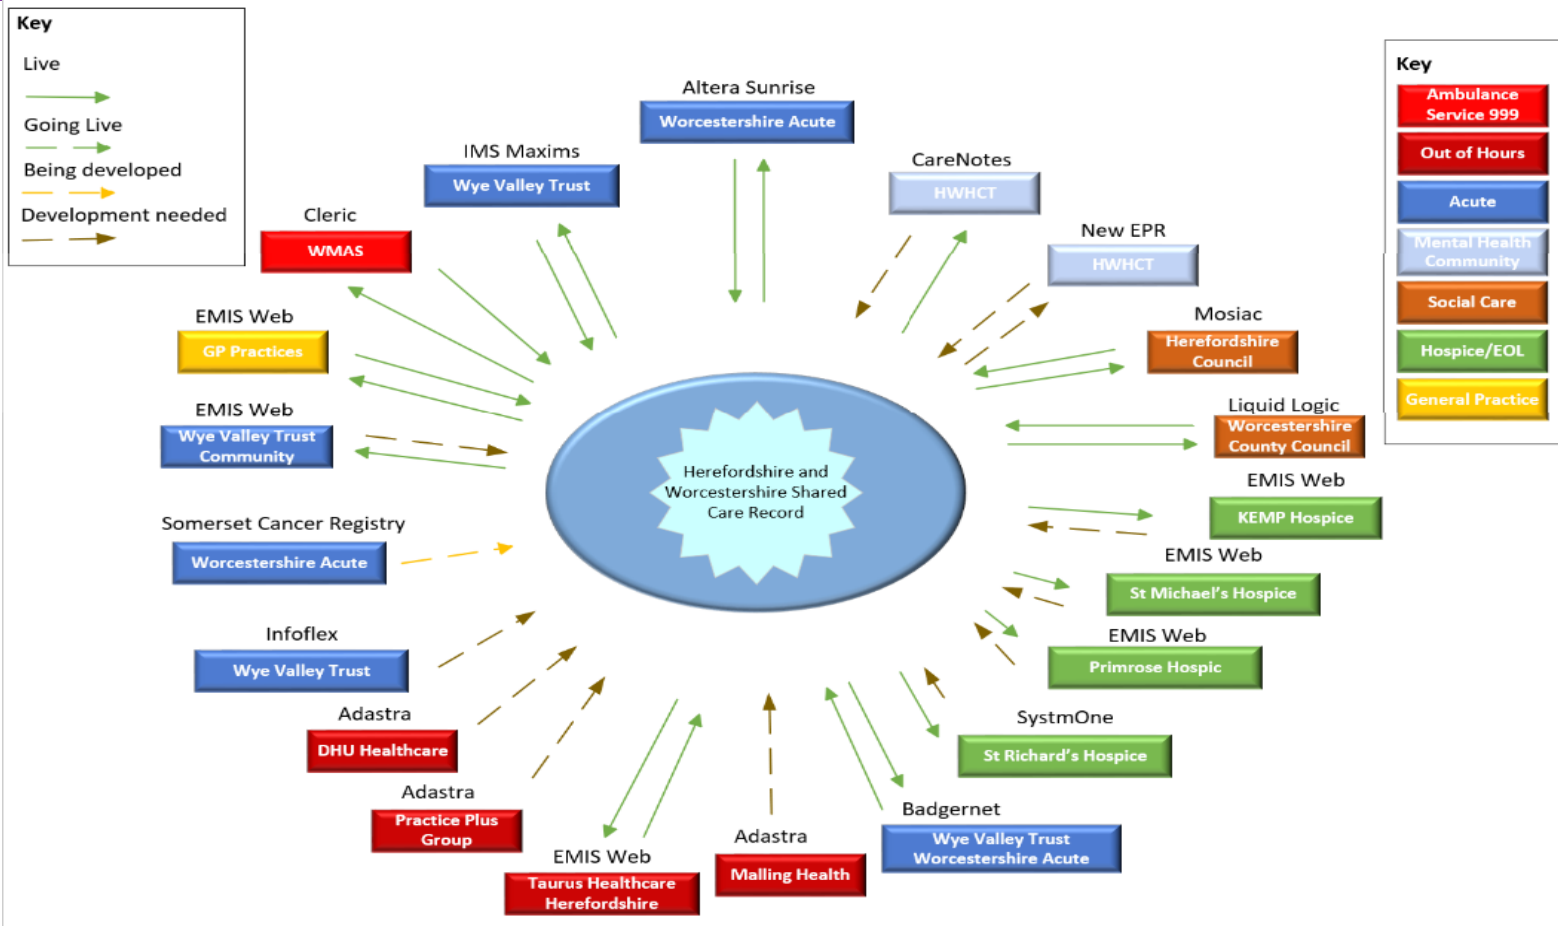 Key
Live
Going Live
Being developed
Development needed
Altera Sunrise
Worcestershire Acute
IMS Maxims
Wye Valley Trust
Cleric
WMAS
EMIS Web
GP Practices
EMIS Web
Wye Valley Trust
Community
Somerset Cancer Registry
Worcestershire Acute
Infoflex
Wye Valley Trust
Adastra
DHU Healthcare
Adastra
Practice Plus
Group
EMIS Web
Taurus Healthcare
Herefordshire
Adastra
Malling Health
Badgernet
Wye Valley Trust
Worcestershire Acute
SystmOne
St Richard's Hospice
EMIS Web
Primrose Hospic
EMIS Web
St Michael's Hospice
EMIS Web
KEMP Hospice
Liquid Logic
Worcestershire
County Council
Mosiac
Herefordshire
Council
New EPR
HWHCT
CareNotes
HWHCT
Herefordshire and
Worcestershire Shared
Care Record
Key
Ambulance
Service 999
Out of Hours
Acute
Mental Health
Community
Social Care
Hospice/EOL
General Practice